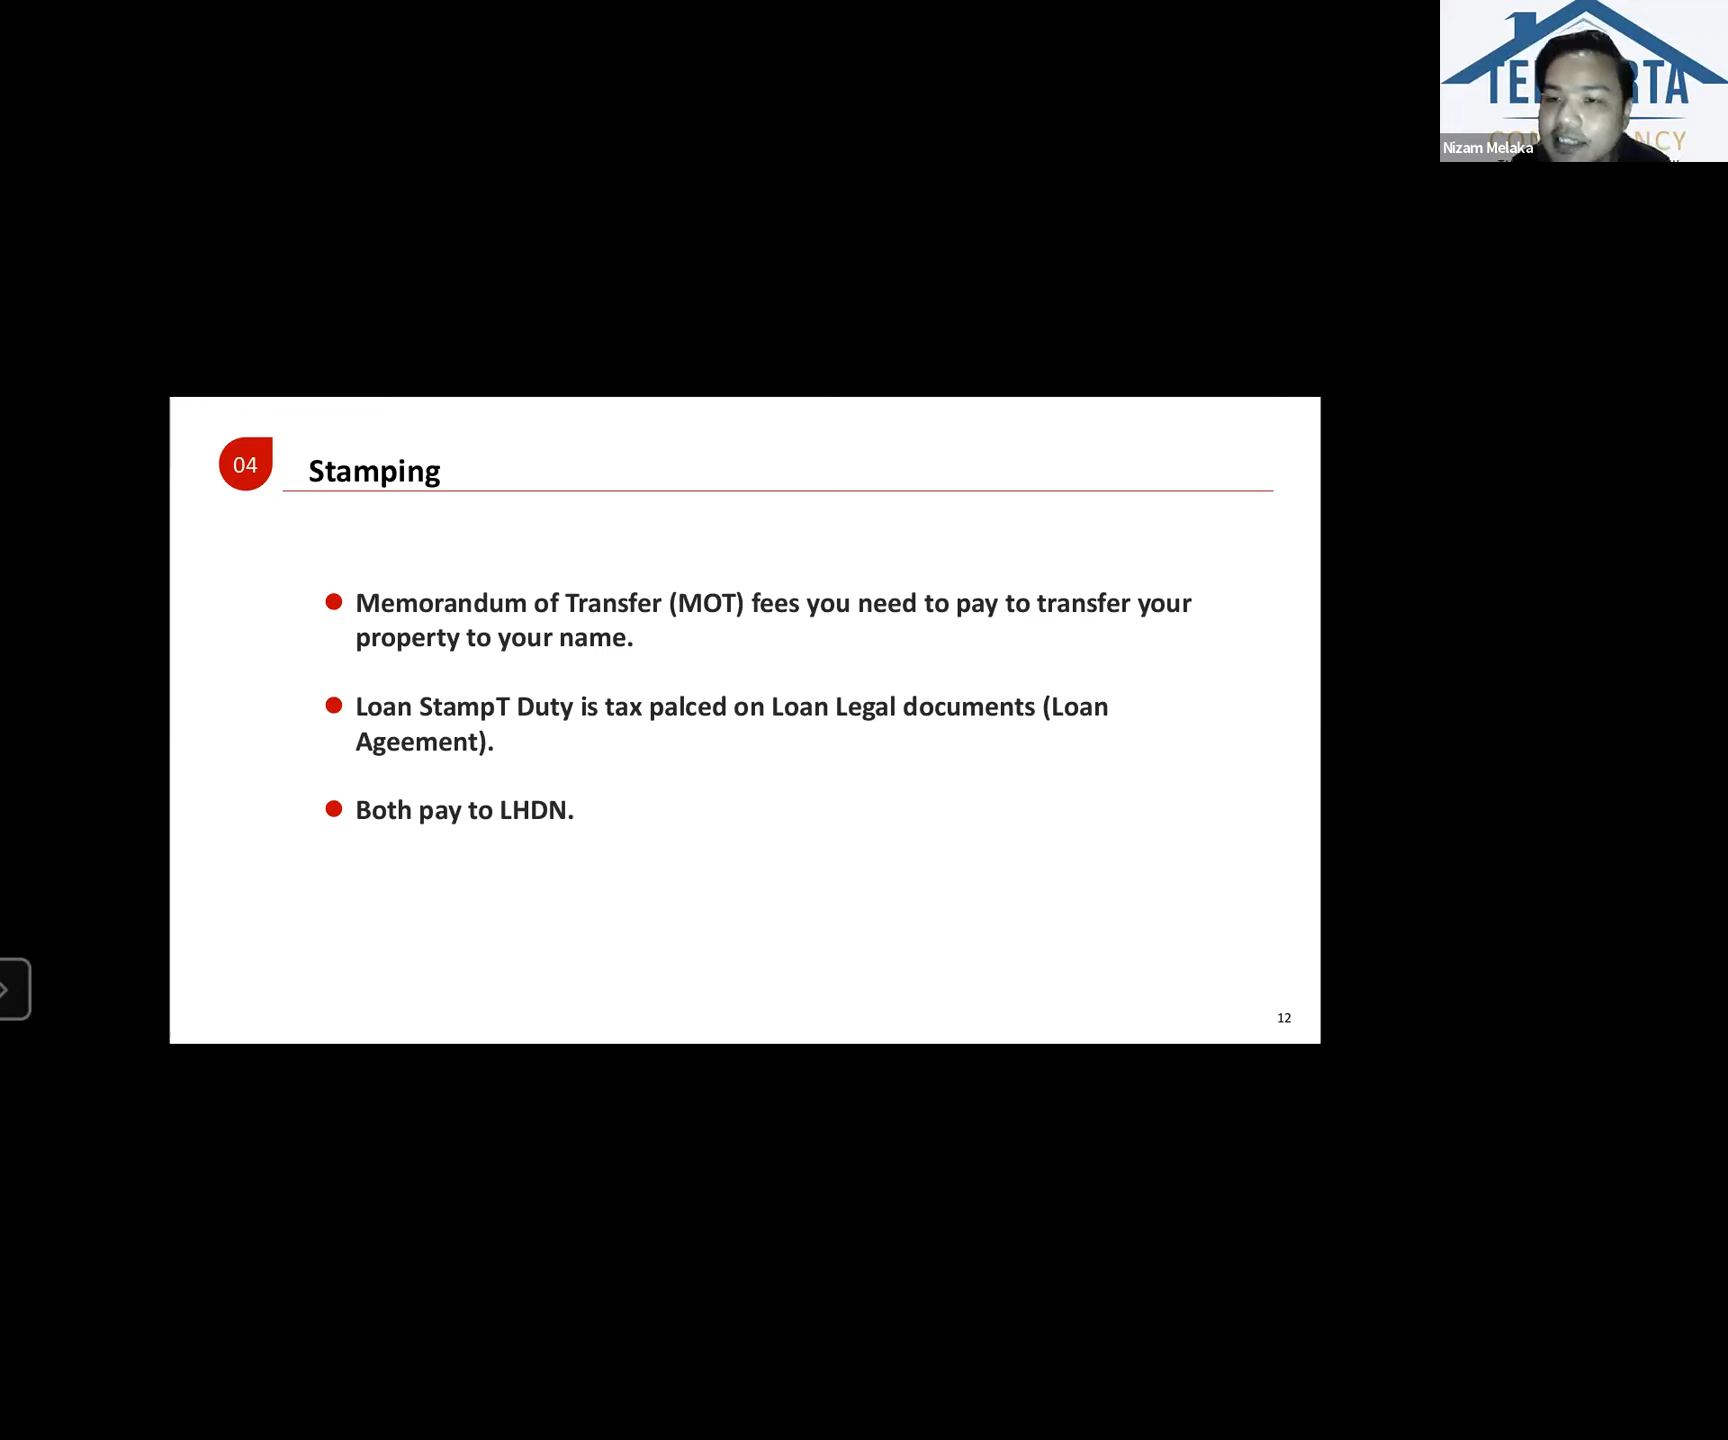 Nizam Melaka
04
Stamping
Memorandum of Transfer (MOT) fees you need to pay to transfer your
property to your name.
Loan StampT Duty is tax palced on Loan Legal documents (Loan
Ageement).
Both pay to LHDN.
12